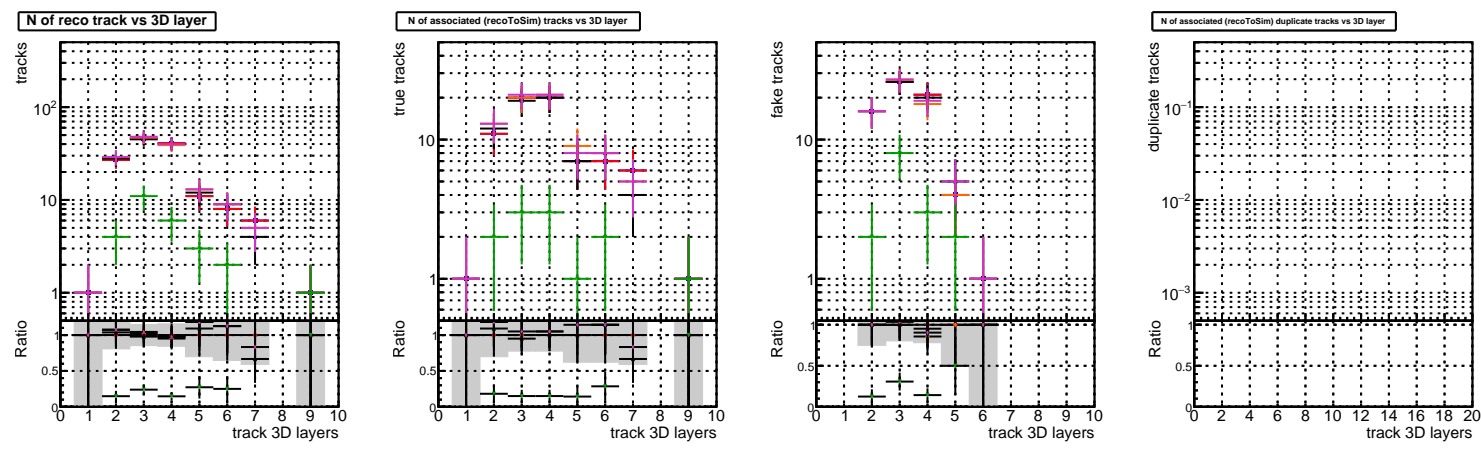 N of reco track vs 3D layer
tracks
10²
10
1
Ratio
1
0.5
0
0 1 2 3 4 5 6 7 8 9 10
track 3D layers
N of associated (recoToSim) tracks vs 3D layer
true tracks
10
1
Ratio
1
0.5
0
0 1 2 3 4 5 6 7 8 9 10
track 3D layers
fake tracks
10
1
Ratio
1
0.5
0
0 1 2 3 4 5 6 7 8 9 10
track 3D layers
N of associated (recoToSim) duplicate tracks vs 3D layer
duplicate tracks
10⁻¹
10⁻²
10⁻³
Ratio
1
0.5
0
0 2 4 6 8 10 12 14 16 18 20
track 3D layers